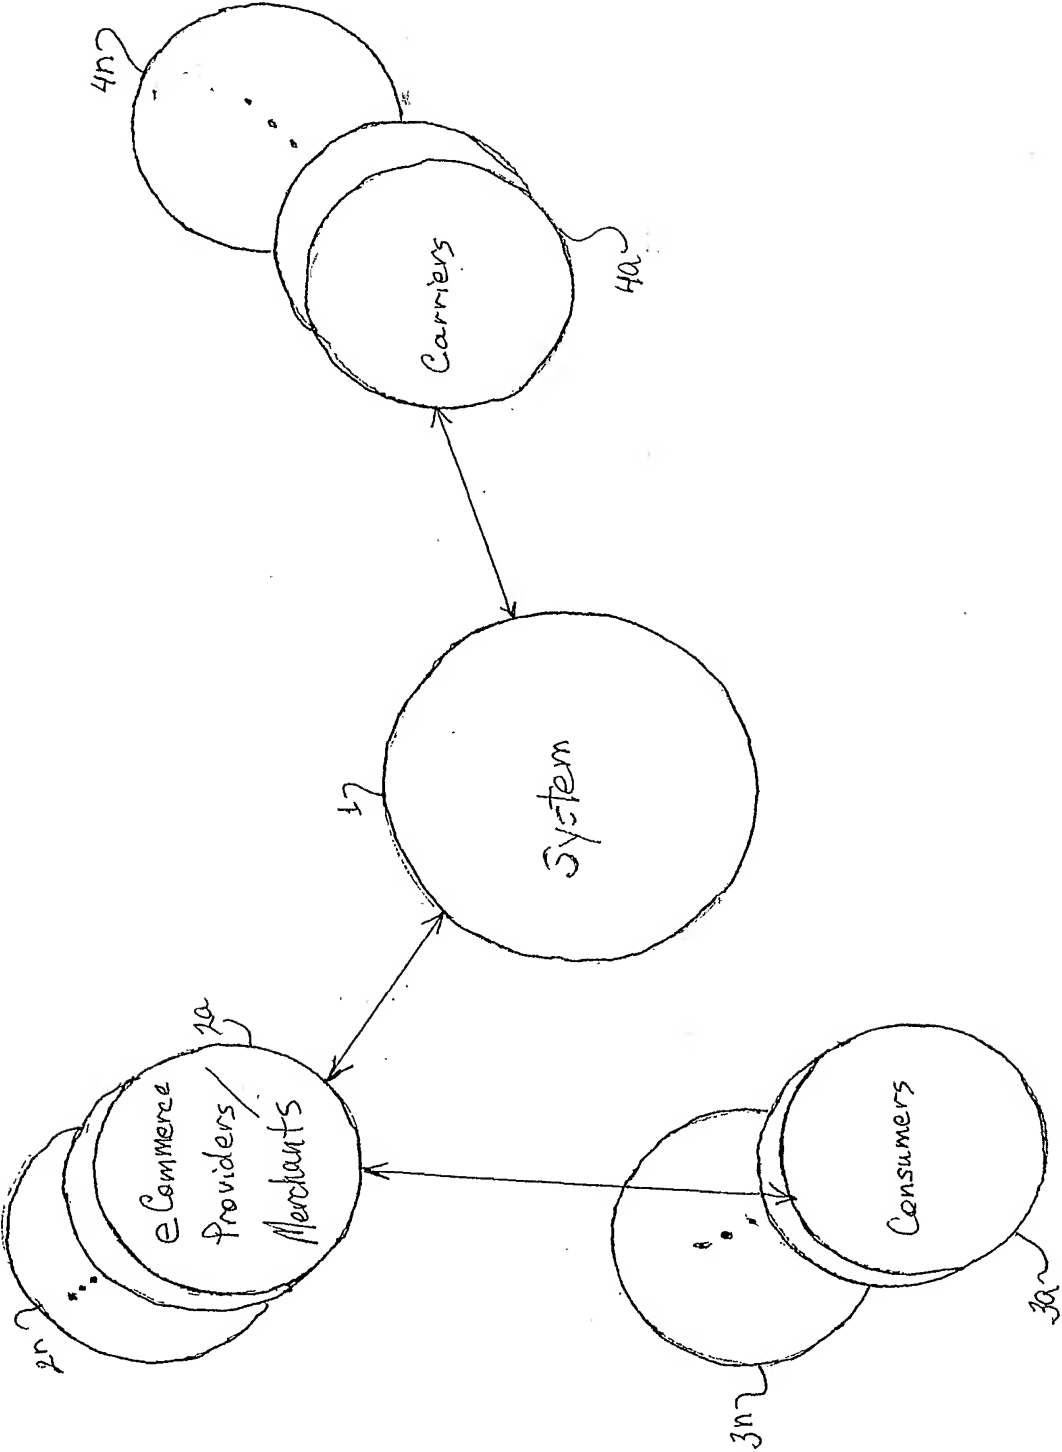 2n
eCommerce
Providers/
Merchants
2a
4n
1
Carriers
4a
System
3n
Consumers
3a